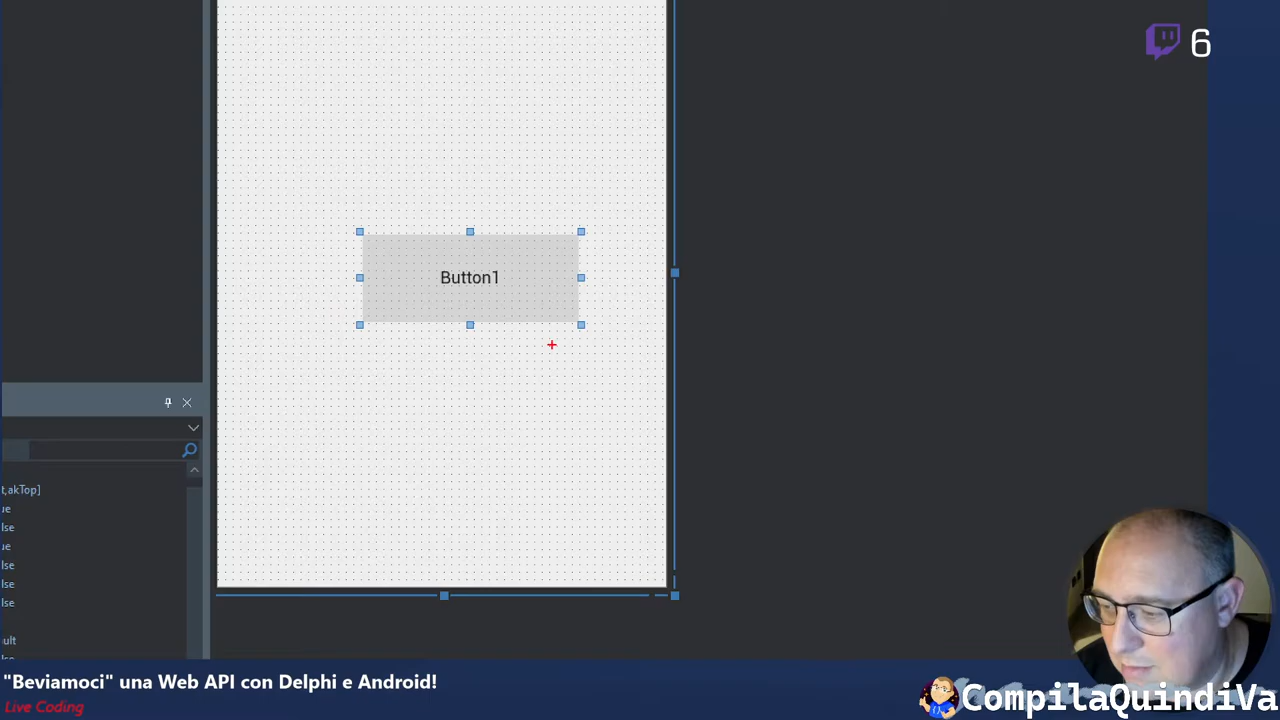 6
Button1
t,akTop]
ue
lse
ue
lse
lse
lse
ault
"Beviamoci" una Web API con Delphi e Android!
Live Coding
CompilaQuindiVa